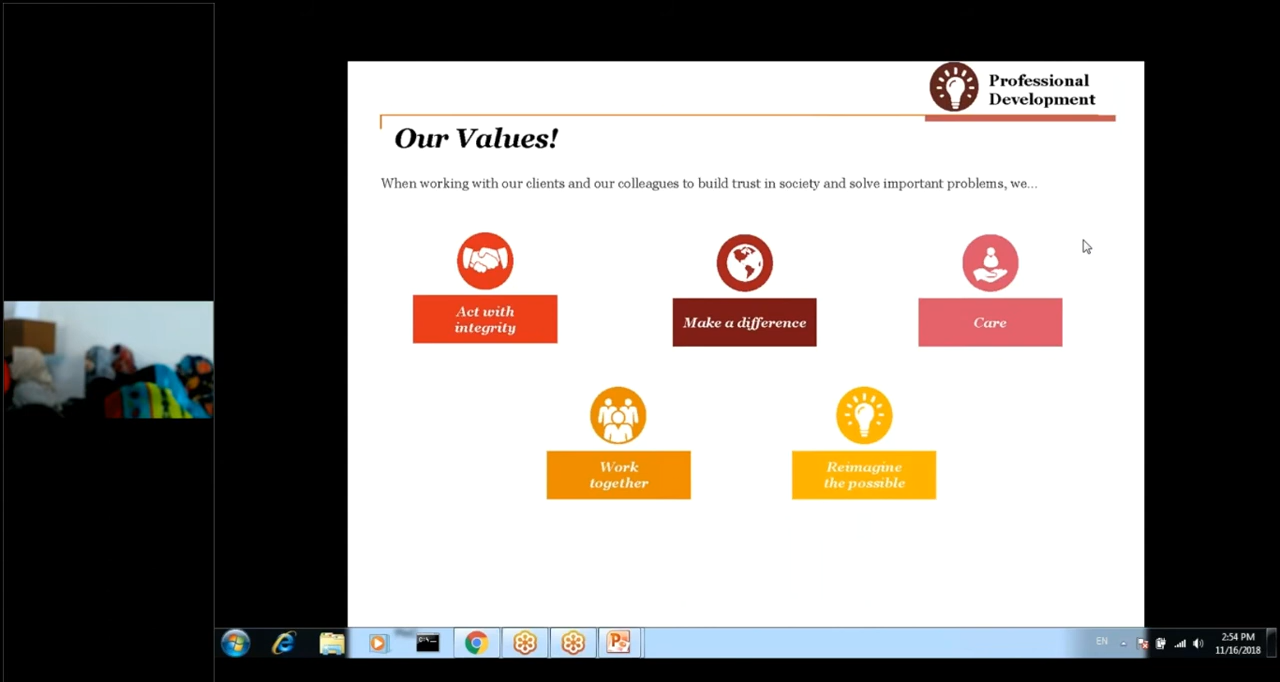 Professional
Development
Our Values!
When working with our clients and our colleagues to build trust in society and solve important problems, we...
Act with
integrity
Make a difference
Care
Work
together
Reimagine
the possible
EN
2:54 PM
11/16/2018